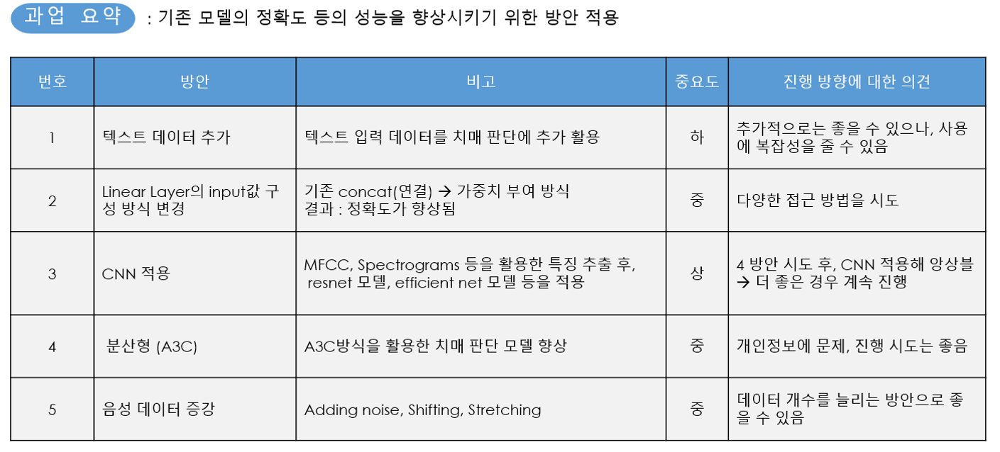 과업 요약 : 기존 모델의 정확도 등의 성능을 향상시키기 위한 방안 적용
번호 방안 비고 중요도 진행 방향에 대한 의견
1 텍스트 데이터 추가 텍스트 입력 데이터를 치매 판단에 추가 활용 하 추가적으로는 좋을 수 있으나, 사용
에 복잡성을 줄 수 있음
2 Linear Layer의 input값 구
성 방식 변경
기존 concat(연결) → 가중치 부여 방식
결과 : 정확도가 향상됨
중 다양한 접근 방법을 시도
3 CNN 적용 MFCC, Spectrograms 등을 활용한 특징 추출 후,
resnet 모델, efficient net 모델 등을 적용
상 4 방안 시도 후, CNN 적용해 앙상블
→ 더 좋은 경우 계속 진행
4 분산형 (A3C) A3C방식을 활용한 치매 판단 모델 향상 중 개인정보에 문제, 진행 시도는 좋음
5 음성 데이터 증강 Adding noise, Shifting, Stretching 중 데이터 개수를 늘리는 방안으로 좋
을 수 있음